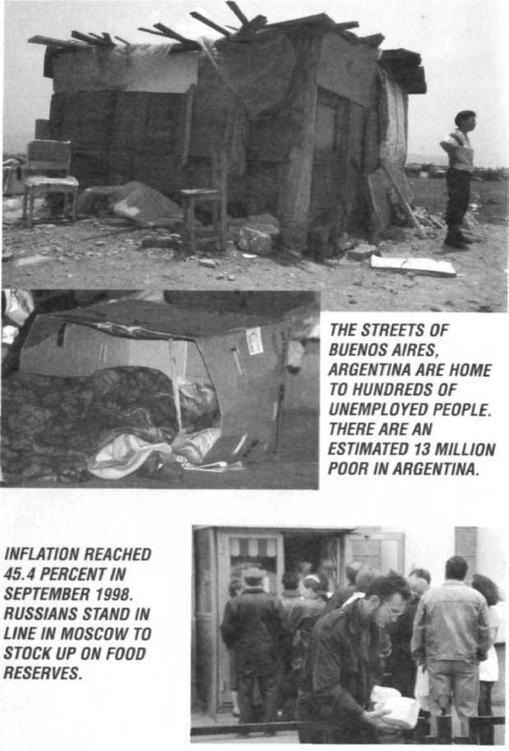 THE STREETS OF
BUENOS AIRES,
ARGENTINA ARE HOME
TO HUNDREDS OF
UNEMPLOYED PEOPLE.
THERE ARE AN
ESTIMATED 13 MILLION
POOR IN ARGENTINA.
INFLATION REACHED
45.4 PERCENT IN
SEPTEMBER 1998.
RUSSIANS STAND IN
LINE IN MOSCOW TO
STOCK UP ON FOOD
RESERVES.